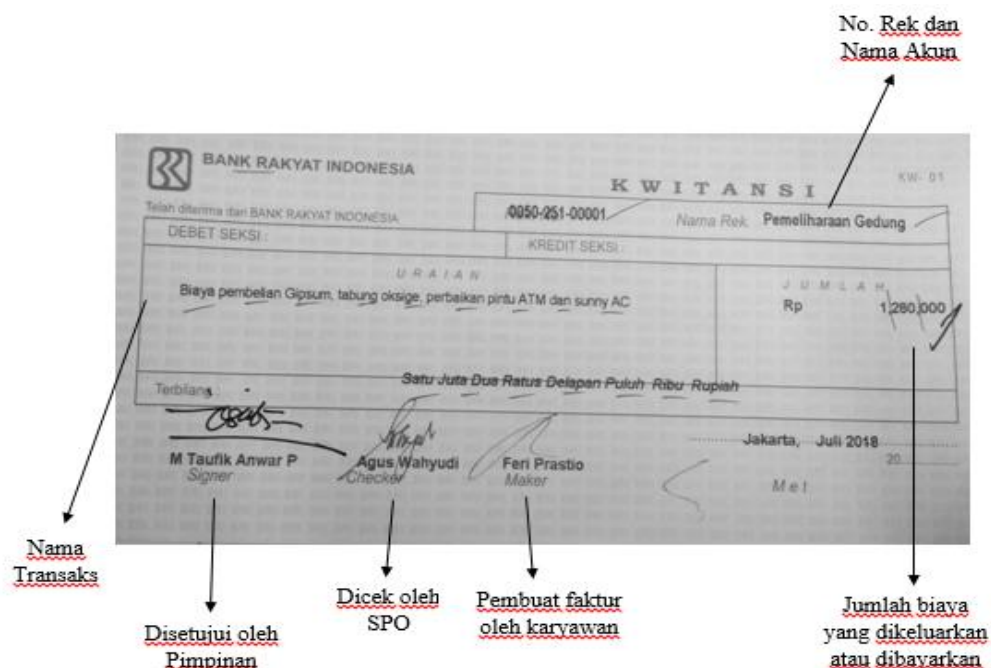 No. Rek dan
Nama Akun
BANK RAKYAT INDONESIA
KWITANSI
KW- 01
Telah diterima dari BANK RAKYAT INDONESIA
0050-251-00001
Nama Rek. Pemeliharaan Gedung
DEBET SEKSI :
KREDIT SEKSI :
URAIAN
JUMLAH
Biaya pembelian Gipsum, tabung oksige, perbaikan pintu ATM dan sunny AC
Rp 1,280,000
Terbilang :
Satu Juta Dua Ratus Delapan Puluh Ribu Rupiah
Jakarta, Juli 2018
20
M Taufik Anwar P
Signer
Agus Wahyudi
Checker
Feri Prastio
Maker
Met
Nama
Transaks
Disetujui oleh
Pimpinan
Dicek oleh
SPO
Pembuat faktur
oleh karyawan
Jumlah biaya
yang dikeluarkan
atau dibayarkan